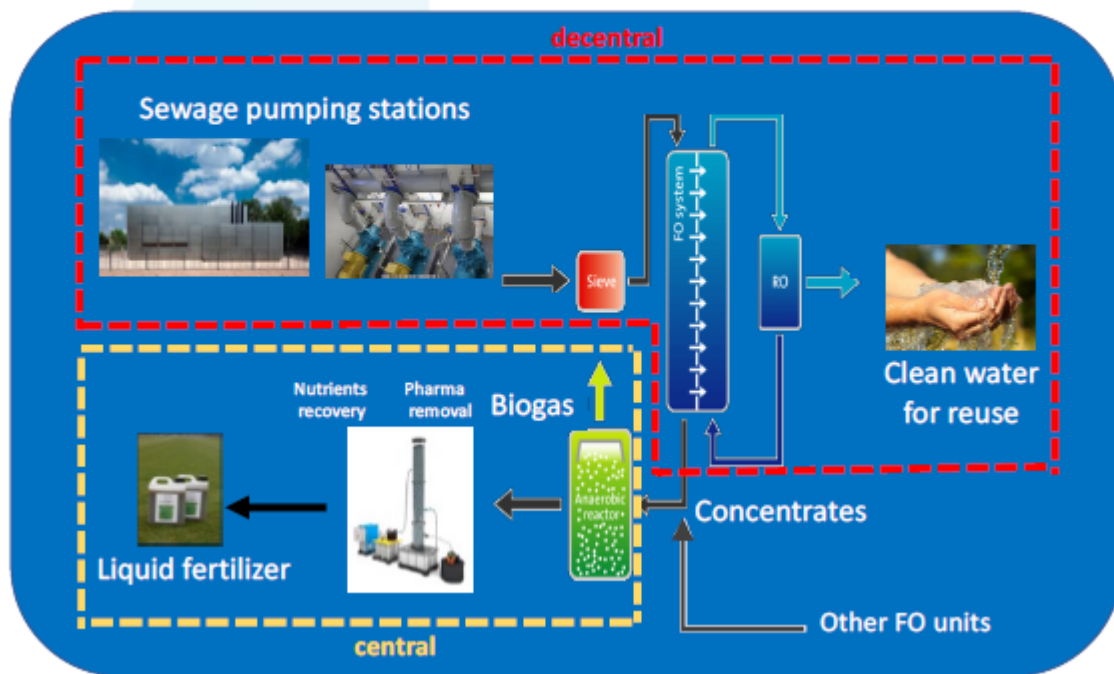 decentral
Sewage pumping stations
FO system
Sieve
RO
Clean water
for reuse
Nutrients
recovery
Pharma
removal
Biogas
Anaerobic
reactor
Concentrates
Liquid fertilizer
Other FO units
central